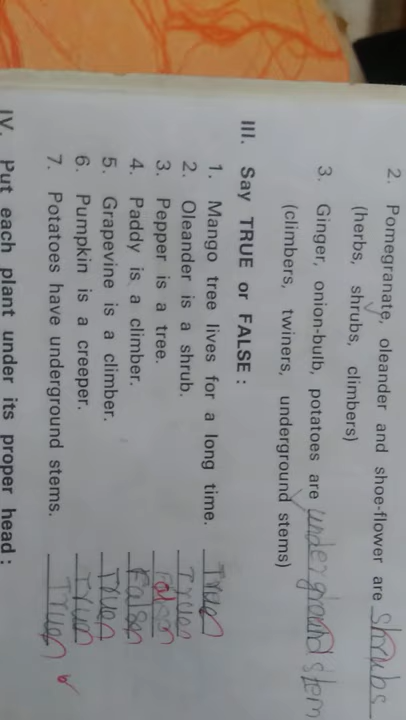 2. Pomegranate, oleander and shoe-flower are shrubs
(herbs, shrubs, climbers)
3. Ginger, onion-bulb, potatoes are underground stem
(climbers, twiners, underground stems)
III. Say TRUE or FALSE :
1. Mango tree lives for a long time. True
2. Oleander is a shrub. True
3. Pepper is a tree. False
4. Paddy is a climber. False
5. Grapevine is a climber. True
6. Pumpkin is a creeper. True
7. Potatoes have underground stems. True
IV. Put each plant under its proper head :